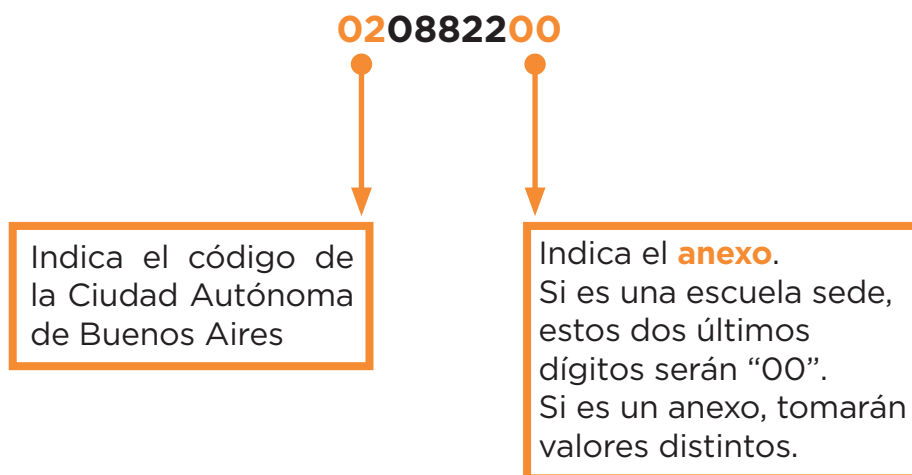 020882200
Indica el código de
la Ciudad Autónoma
de Buenos Aires
Indica el anexo.
Si es una escuela sede,
estos dos últimos
dígitos serán “00”.
Si es un anexo, tomarán
valores distintos.